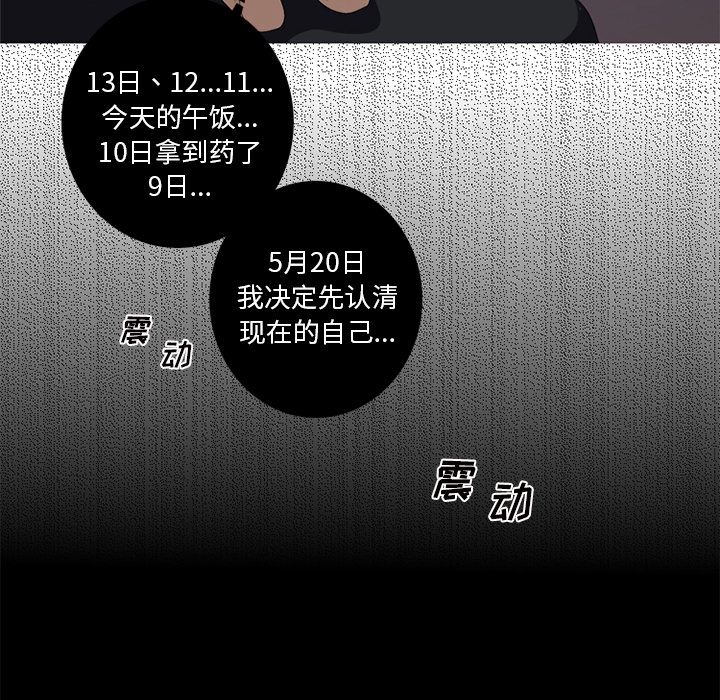 13日、12...11...
今天的午饭...
10日拿到药了
9日...
5月20日
我决定先认清
现在的自己...
震动
震动